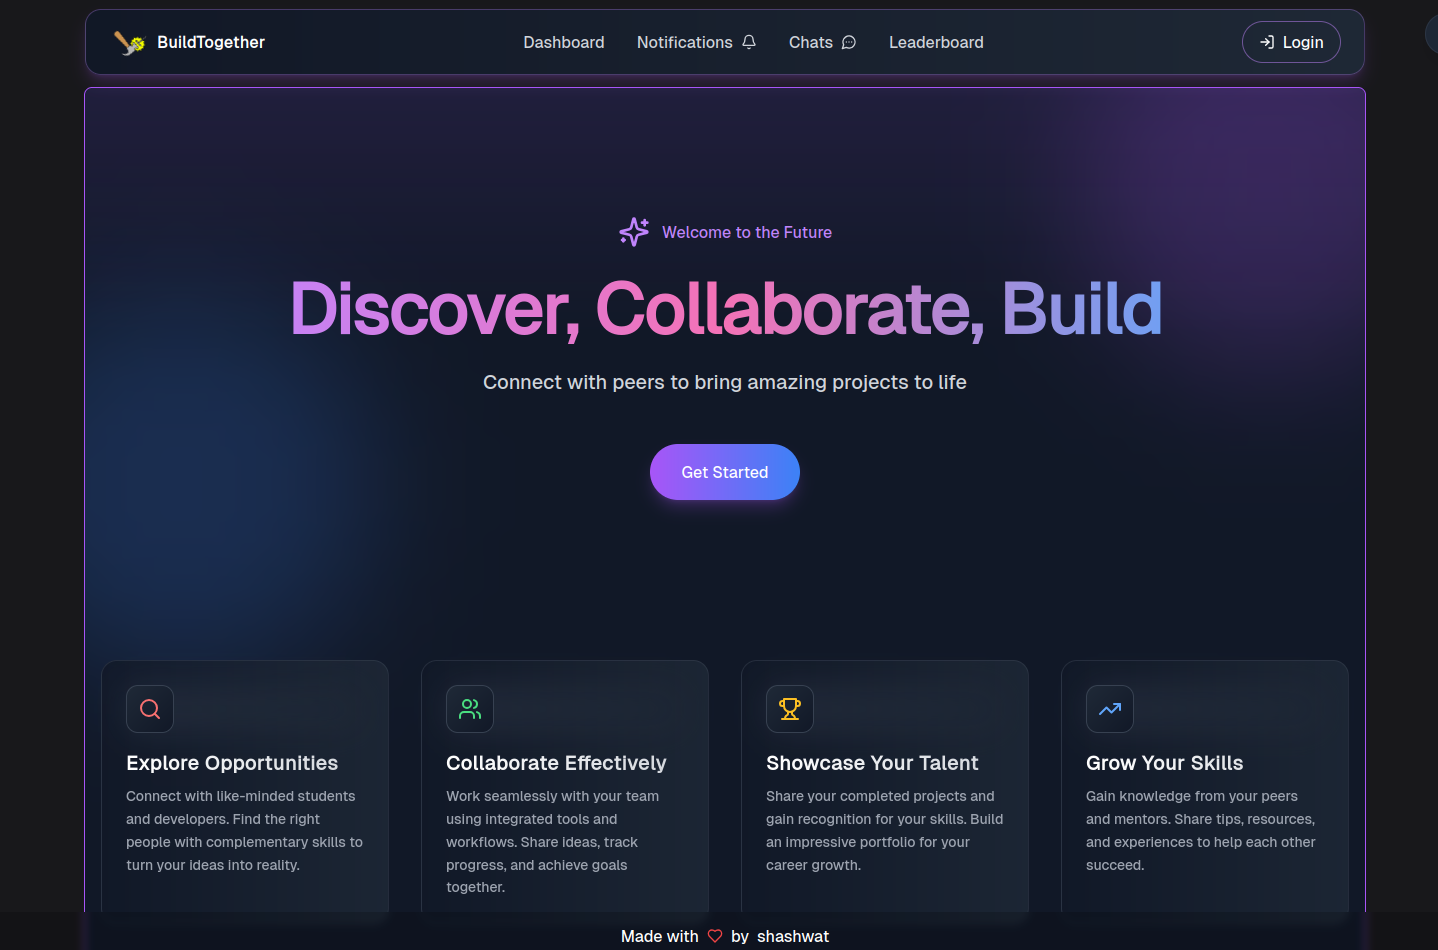 BuildTogether
Dashboard
Notifications
Chats
Leaderboard
Login
Welcome to the Future
Discover, Collaborate, Build
Connect with peers to bring amazing projects to life
Get Started
Explore Opportunities
Connect with like-minded students
and developers. Find the right
people with complementary skills to
turn your ideas into reality.
Collaborate Effectively
Work seamlessly with your team
using integrated tools and
workflows. Share ideas, track
progress, and achieve goals
together.
Showcase Your Talent
Share your completed projects and
gain recognition for your skills. Build
an impressive portfolio for your
career growth.
Grow Your Skills
Gain knowledge from your peers
and mentors. Share tips, resources,
and experiences to help each other
succeed.
Made with by shashwat